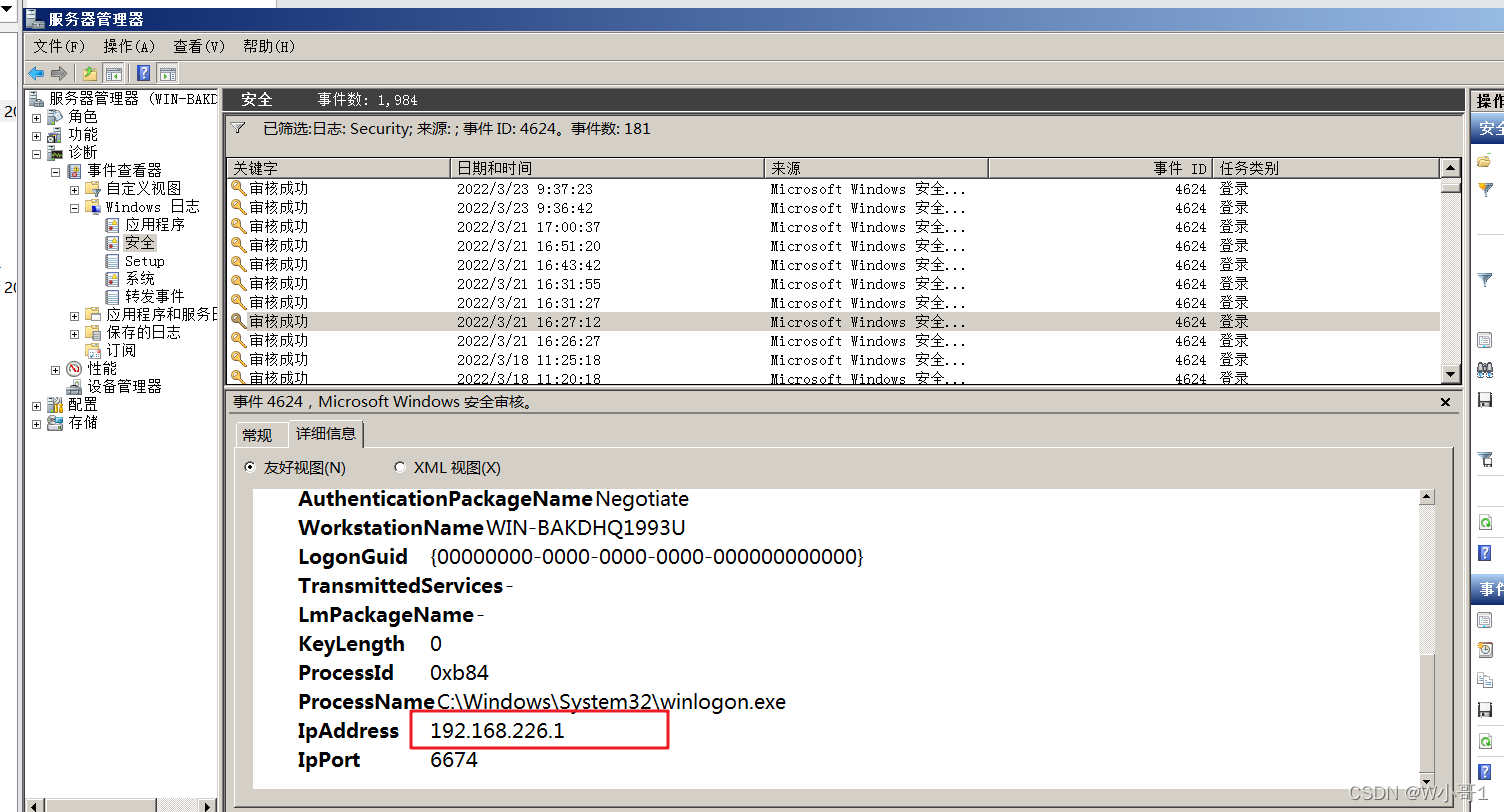 服务器管理器
文件(F) 操作(A) 查看(V) 帮助(H)
服务器管理器 (WIN-BAKD
角色
功能
诊断
事件查看器
自定义视图
Windows 日志
应用程序
安全
Setup
系统
转发事件
应用程序和服务日
保存的日志
订阅
性能
设备管理器
配置
存储
20
20
安全 事件数: 1,984
已筛选:日志: Security; 来源: ; 事件 ID: 4624。事件数: 181
关键字 日期和时间 来源 事件 ID 任务类别
审核成功 2022/3/23 9:37:23 Microsoft Windows 安全... 4624 登录
审核成功 2022/3/23 9:36:42 Microsoft Windows 安全... 4624 登录
审核成功 2022/3/21 17:00:37 Microsoft Windows 安全... 4624 登录
审核成功 2022/3/21 16:51:20 Microsoft Windows 安全... 4624 登录
审核成功 2022/3/21 16:43:42 Microsoft Windows 安全... 4624 登录
审核成功 2022/3/21 16:31:55 Microsoft Windows 安全... 4624 登录
审核成功 2022/3/21 16:31:27 Microsoft Windows 安全... 4624 登录
审核成功 2022/3/21 16:27:12 Microsoft Windows 安全... 4624 登录
审核成功 2022/3/21 16:26:27 Microsoft Windows 安全... 4624 登录
审核成功 2022/3/18 11:25:18 Microsoft Windows 安全... 4624 登录
审核成功 2022/3/18 11:20:18 Microsoft Windows 安全... 4624 登录
事件 4624，Microsoft Windows 安全审核。
常规 详细信息
友好视图(N) XML 视图(X)
AuthenticationPackageName Negotiate
WorkstationName WIN-BAKDHQ1993U
LogonGuid {00000000-0000-0000-0000-000000000000}
TransmittedServices -
LmPackageName -
KeyLength 0
ProcessId 0xb84
ProcessName C:\Windows\System32\winlogon.exe
IpAddress 192.168.226.1
IpPort 6674
操作
安全
事件
CSDN @W小哥1